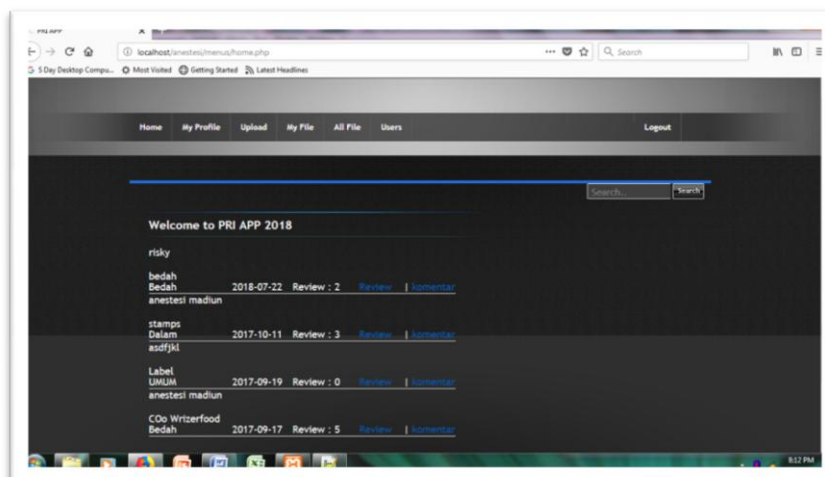 PRI APP
localhost/anestesi/menus/home.php
Search
5 Day Desktop Compu... Most Visited Getting Started Latest Headlines
Home My Profile Upload My File All File Users Logout
Search... Search
Welcome to PRI APP 2018
risky
bedah
Bedah 2018-07-22 Review : 2 Review | komentar
anestesi madiun
stamps
Dalam 2017-10-11 Review : 3 Review | komentar
asdfjkl
Label
UMUM 2017-09-19 Review : 0 Review | komentar
anestesi madiun
COo Wrizerfood
Bedah 2017-09-17 Review : 5 Review | komentar
8:12 PM